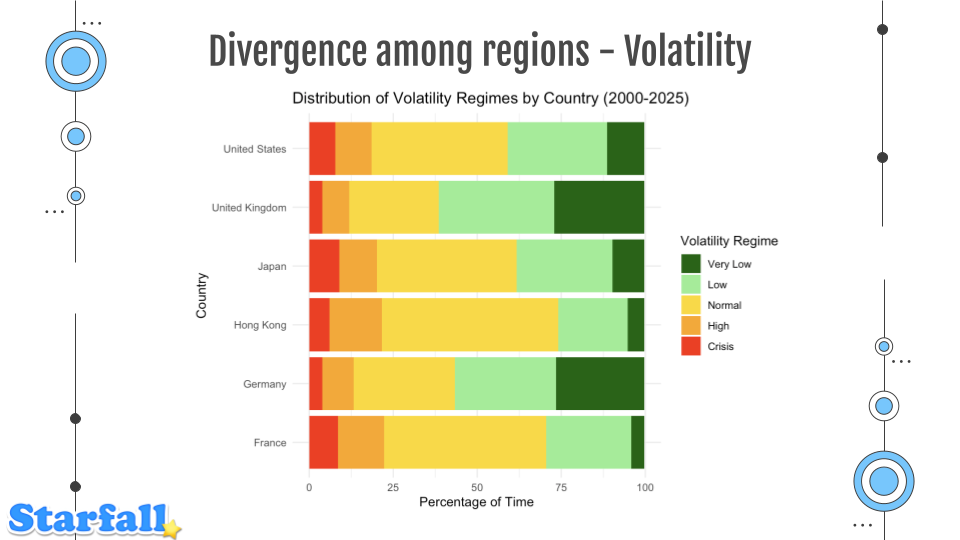 Divergence among regions - Volatility
Distribution of Volatility Regimes by Country (2000-2025)
United States
United Kingdom
Japan
Hong Kong
Germany
France
Country
0 25 50 75 100
Percentage of Time
Volatility Regime
Very Low
Low
Normal
High
Crisis
Starfall